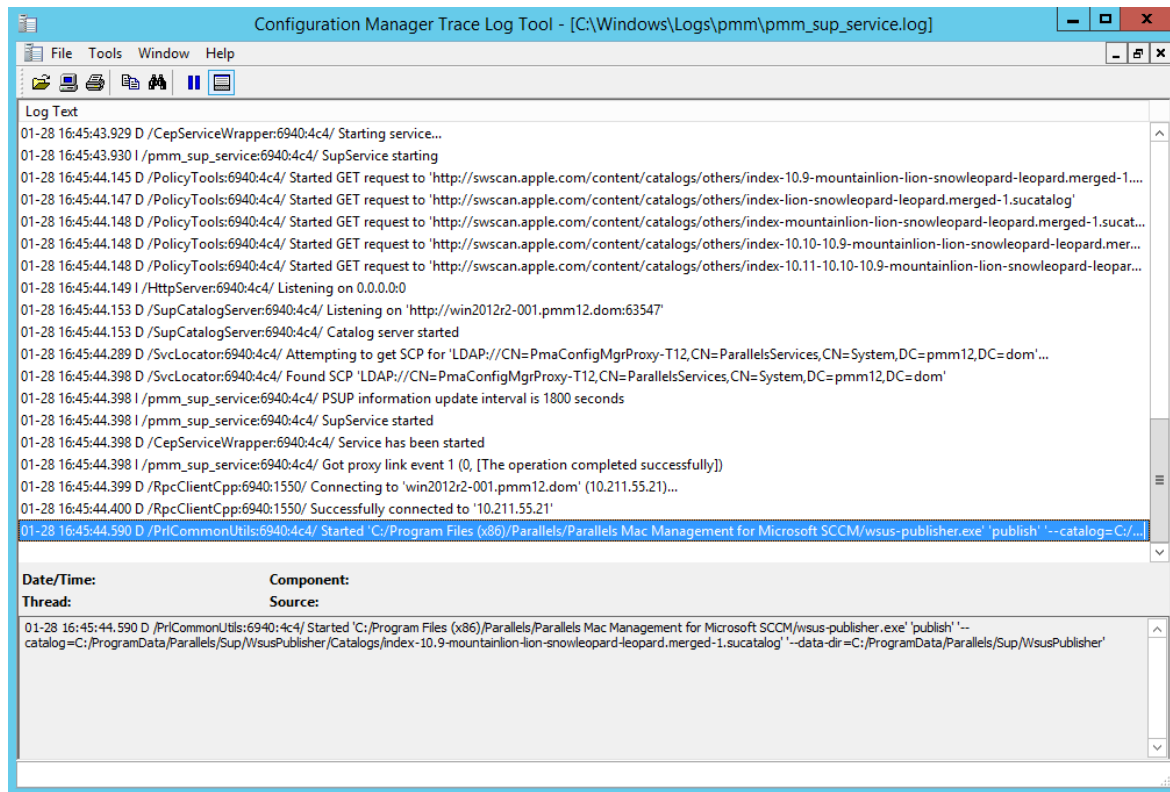 Configuration Manager Trace Log Tool - [C:\Windows\Logs\pmm\pmm_sup_service.log]
File Tools Window Help
Log Text
01-28 16:45:43.929 D /CepServiceWrapper:6940:4c4/ Starting service...
01-28 16:45:43.930 I /pmm_sup_service:6940:4c4/ SupService starting
01-28 16:45:44.145 D /PolicyTools:6940:4c4/ Started GET request to 'http://swscan.apple.com/content/catalogs/others/index-10.9-mountainlion-lion-snowleopard-leopard.merged-1....
01-28 16:45:44.147 D /PolicyTools:6940:4c4/ Started GET request to 'http://swscan.apple.com/content/catalogs/others/index-lion-snowleopard-leopard.merged-1.sucatalog'
01-28 16:45:44.148 D /PolicyTools:6940:4c4/ Started GET request to 'http://swscan.apple.com/content/catalogs/others/index-mountainlion-lion-snowleopard-leopard.merged-1.sucat...
01-28 16:45:44.148 D /PolicyTools:6940:4c4/ Started GET request to 'http://swscan.apple.com/content/catalogs/others/index-10.10-10.9-mountainlion-lion-snowleopard-leopard.mer...
01-28 16:45:44.148 D /PolicyTools:6940:4c4/ Started GET request to 'http://swscan.apple.com/content/catalogs/others/index-10.11-10.10-10.9-mountainlion-lion-snowleopard-leopar...
01-28 16:45:44.149 I /HttpServer:6940:4c4/ Listening on 0.0.0.0:0
01-28 16:45:44.153 D /SupCatalogServer:6940:4c4/ Listening on 'http://win2012r2-001.pmm12.dom:63547'
01-28 16:45:44.153 D /SupCatalogServer:6940:4c4/ Catalog server started
01-28 16:45:44.289 D /SvcLocator:6940:4c4/ Attempting to get SCP for 'LDAP://CN=PmaConfigMgrProxy-T12,CN=ParallelsServices,CN=System,DC=pmm12,DC=dom'...
01-28 16:45:44.398 D /SvcLocator:6940:4c4/ Found SCP 'LDAP://CN=PmaConfigMgrProxy-T12,CN=ParallelsServices,CN=System,DC=pmm12,DC=dom'
01-28 16:45:44.398 I /pmm_sup_service:6940:4c4/ PSUP information update interval is 1800 seconds
01-28 16:45:44.398 I /pmm_sup_service:6940:4c4/ SupService started
01-28 16:45:44.398 D /CepServiceWrapper:6940:4c4/ Service has been started
01-28 16:45:44.398 I /pmm_sup_service:6940:4c4/ Got proxy link event 1 (0, [The operation completed successfully])
01-28 16:45:44.399 D /RpcClientCpp:6940:1550/ Connecting to 'win2012r2-001.pmm12.dom' (10.211.55.21)...
01-28 16:45:44.400 D /RpcClientCpp:6940:1550/ Successfully connected to '10.211.55.21'
01-28 16:45:44.590 D /PrlCommonUtils:6940:4c4/ Started 'C:/Program Files (x86)/Parallels/Parallels Mac Management for Microsoft SCCM/wsus-publisher.exe' 'publish' '--catalog=C:/...
Date/Time: Component:
Thread: Source:
01-28 16:45:44.590 D /PrlCommonUtils:6940:4c4/ Started 'C:/Program Files (x86)/Parallels/Parallels Mac Management for Microsoft SCCM/wsus-publisher.exe' 'publish' '--
catalog=C:/ProgramData/Parallels/Sup/WsusPublisher/Catalogs/index-10.9-mountainlion-lion-snowleopard-leopard.merged-1.sucatalog' '--data-dir=C:/ProgramData/Parallels/Sup/WsusPublisher'